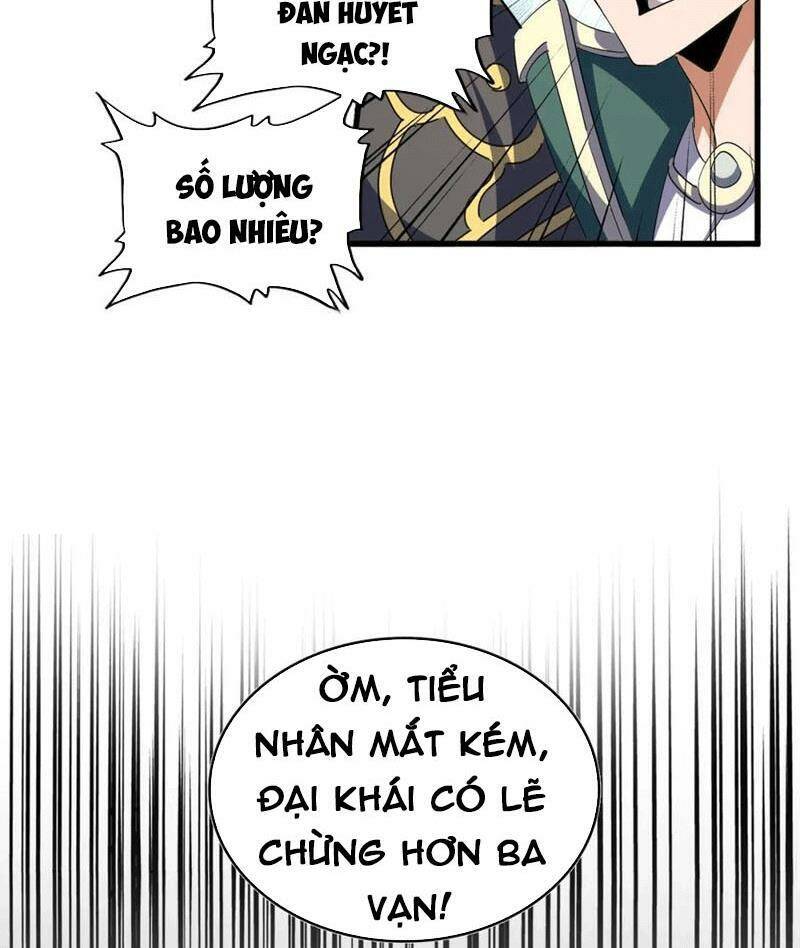 ĐÀN HUYẾT
NGẠC?!
SỐ LƯỢNG
BAO NHIÊU?
ỜM, TIỂU
NHÂN MẮT KÉM,
ĐẠI KHÁI CÓ LẼ
CHỪNG HƠN BA
VẠN!